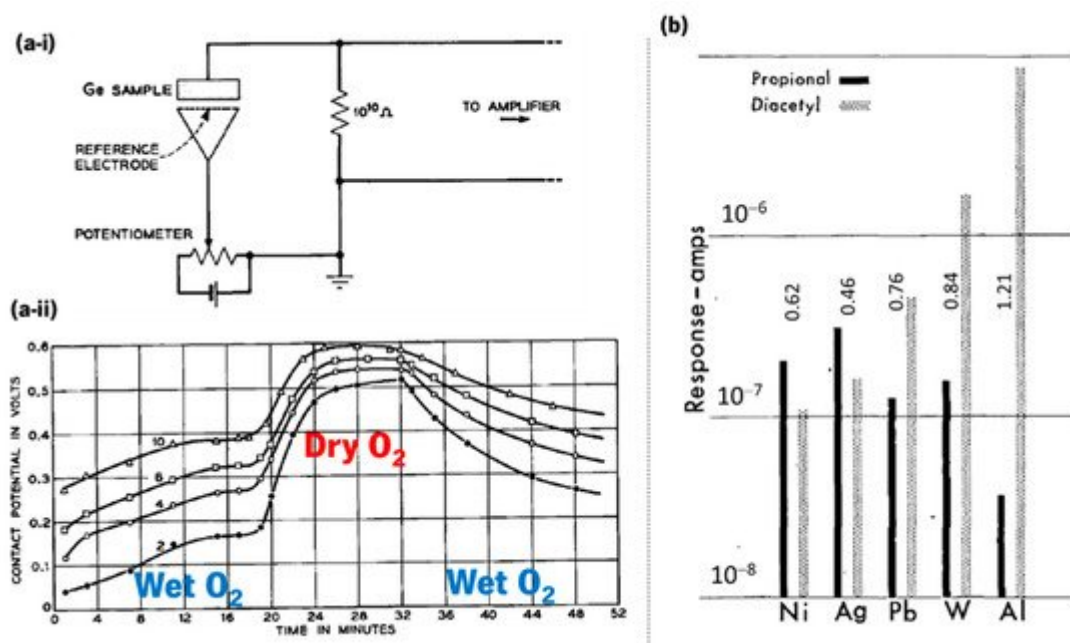 (a-i)
Ge SAMPLE
REFERENCE
ELECTRODE
POTENTIOMETER
10¹⁰ Ω
TO AMPLIFIER
(a-ii)
CONTACT POTENTIAL IN VOLTS
0.6
0.5
0.4
0.3
0.2
0.1
0
10
6
4
2
Wet O₂
Dry O₂
Wet O₂
0 4 8 12 16 20 24 28 32 36 40 44 48 52
TIME IN MINUTES
(b)
Propional
Diacetyl
Response – amps
10⁻⁶
10⁻⁷
10⁻⁸
0.62
0.46
0.76
0.84
1.21
Ni Ag Pb W Al